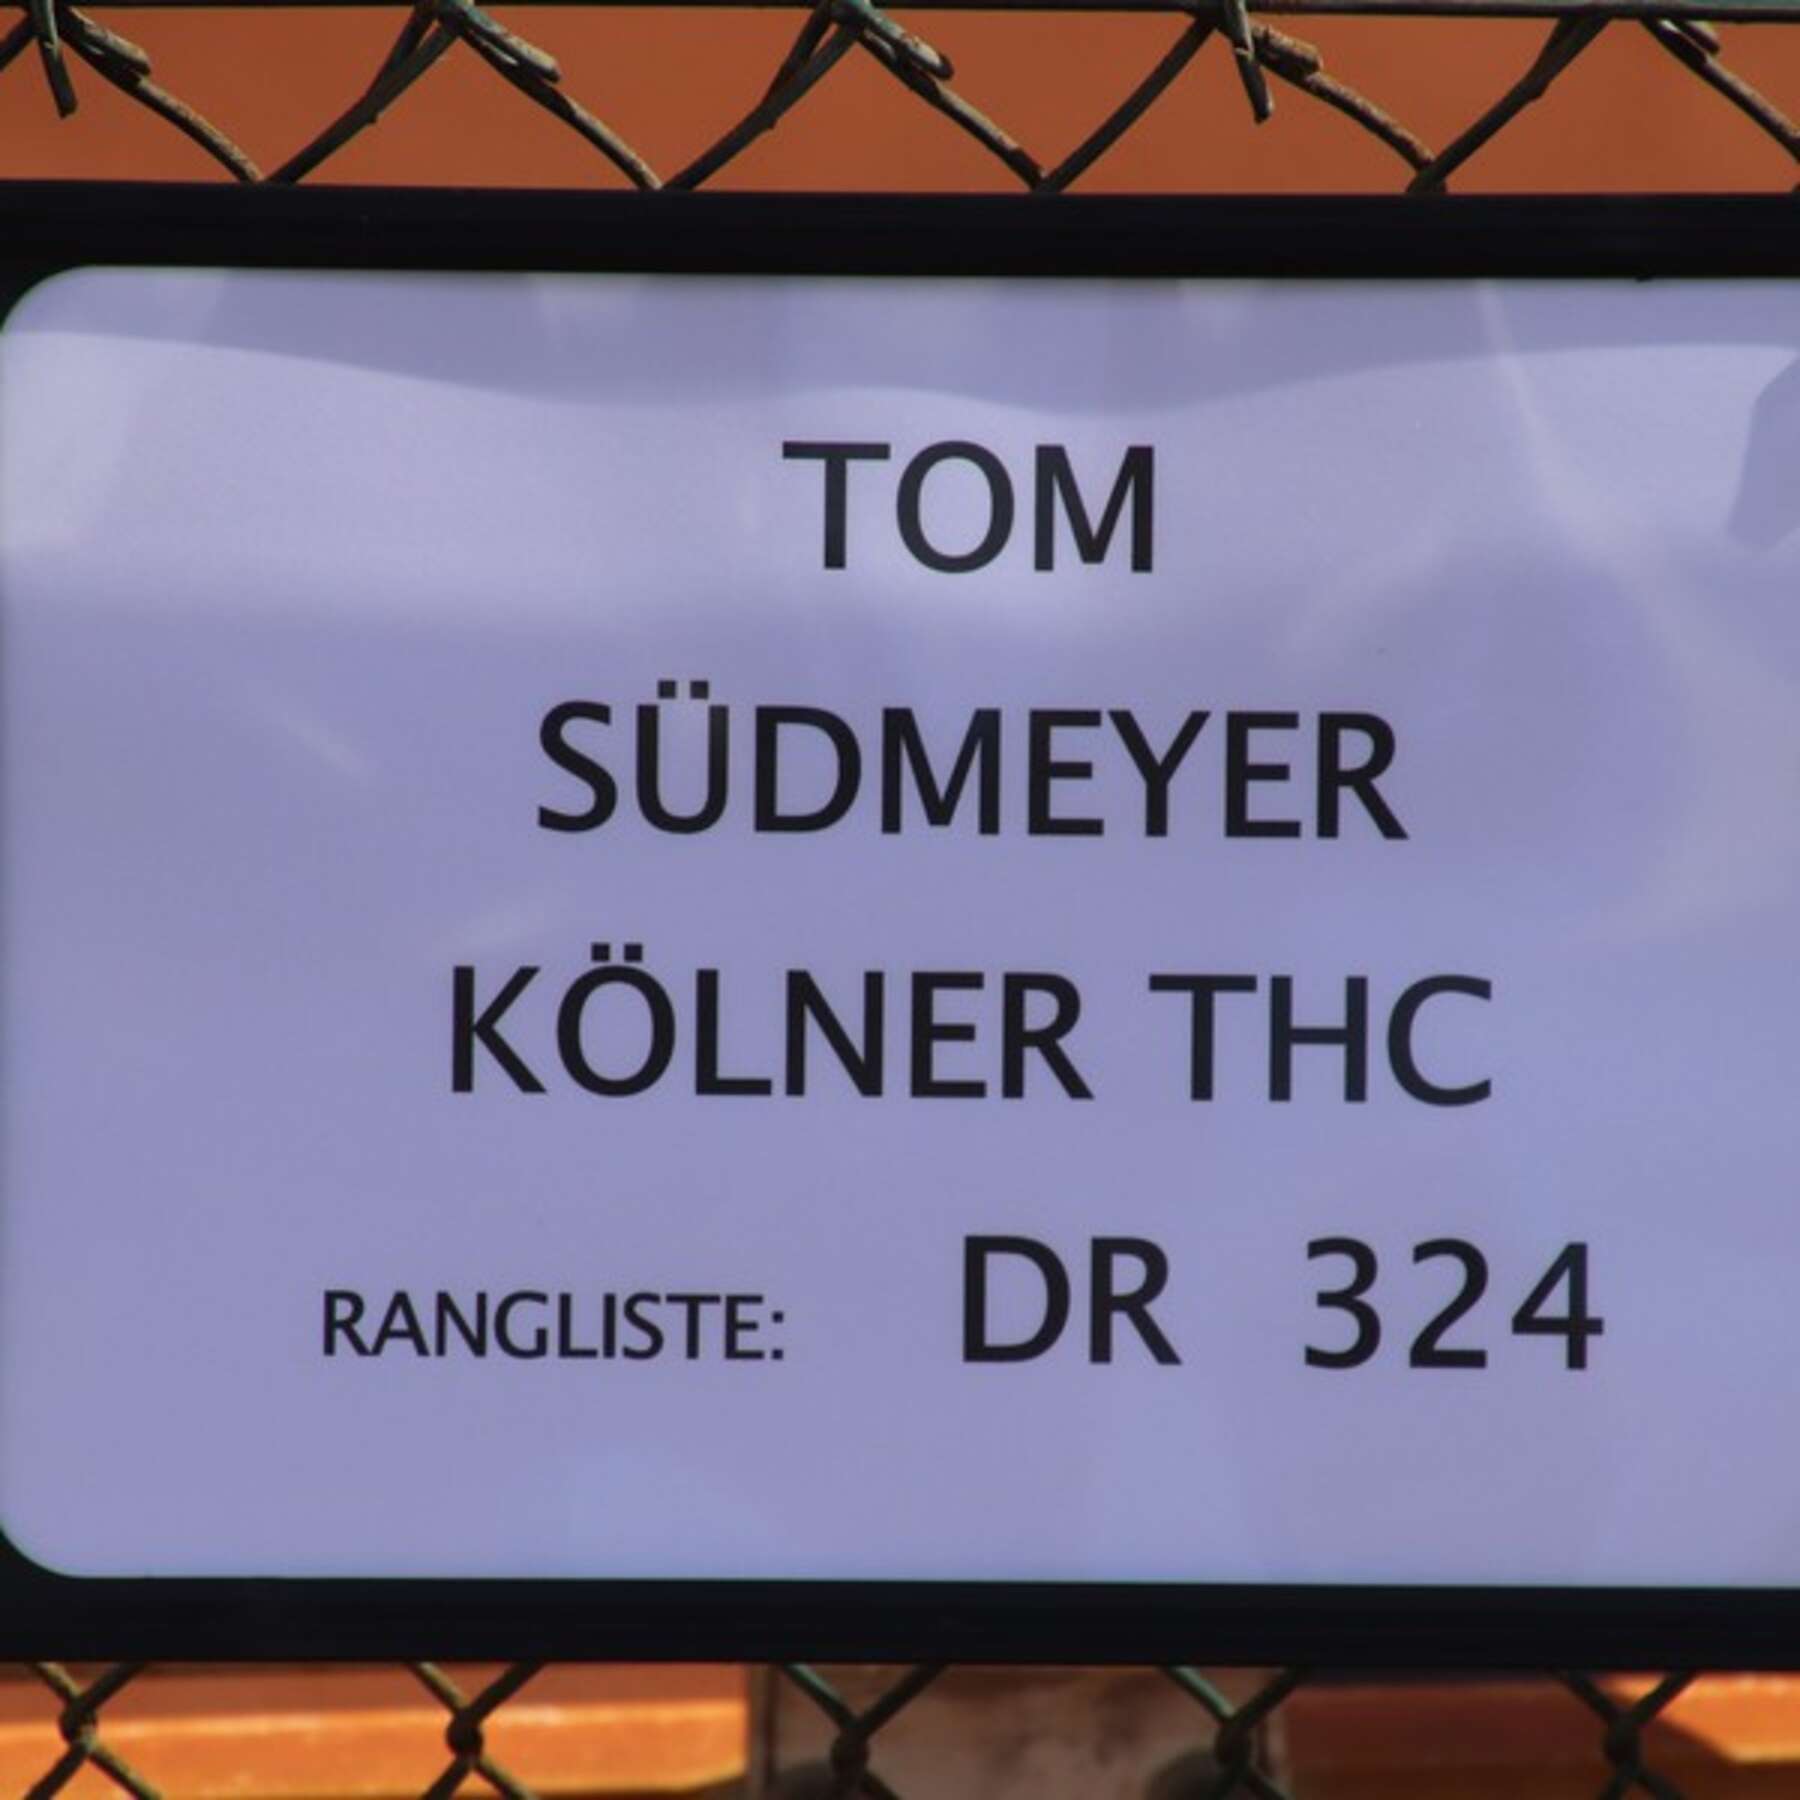 TOM
SÜDMEYER
KÖLNER THC
RANGLISTE: DR 324